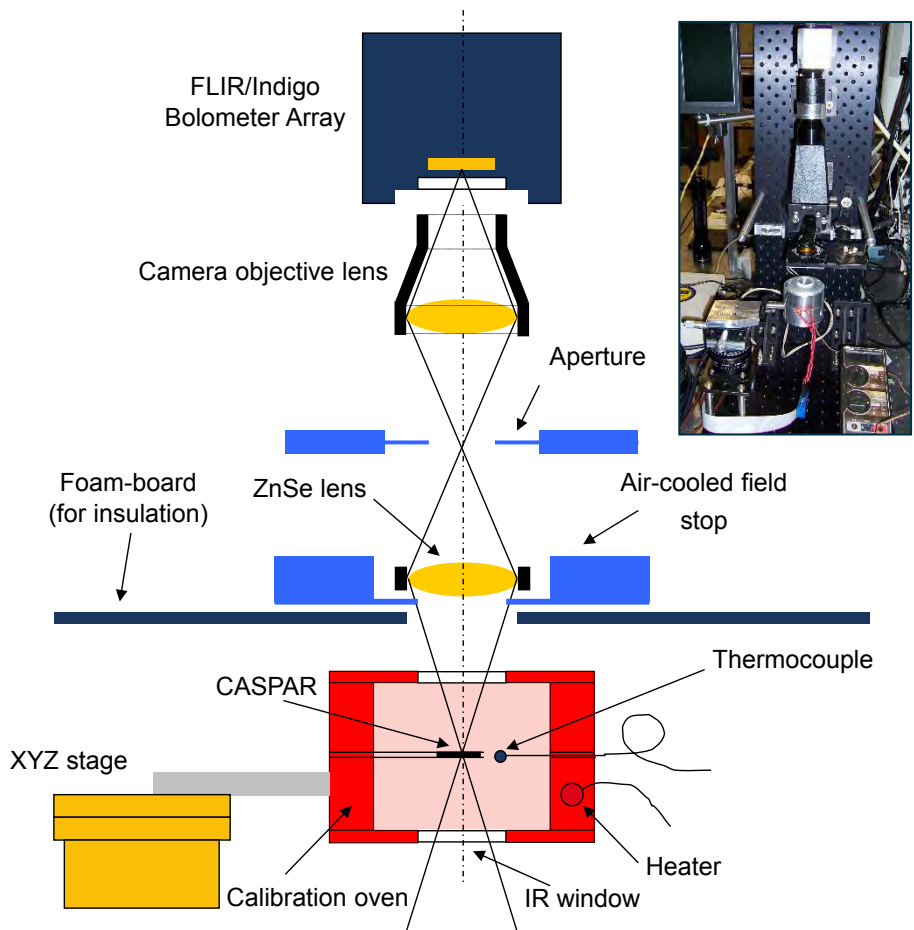 FLIR/Indigo
Bolometer Array
Camera objective lens
Aperture
Foam-board
(for insulation)
ZnSe lens
Air-cooled field
stop
CASPAR
Thermocouple
XYZ stage
Calibration oven
IR window
Heater